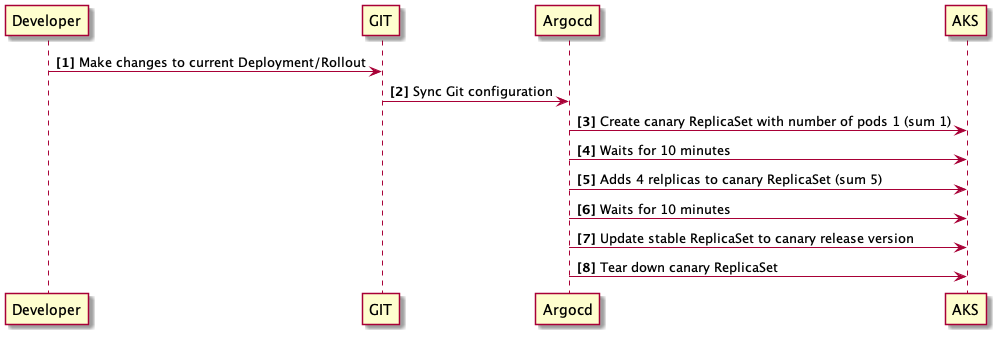 Developer
GIT
Argocd
AKS
[1] Make changes to current Deployment/Rollout
[2] Sync Git configuration
[3] Create canary ReplicaSet with number of pods 1 (sum 1)
[4] Waits for 10 minutes
[5] Adds 4 relplicas to canary ReplicaSet (sum 5)
[6] Waits for 10 minutes
[7] Update stable ReplicaSet to canary release version
[8] Tear down canary ReplicaSet
Developer
GIT
Argocd
AKS